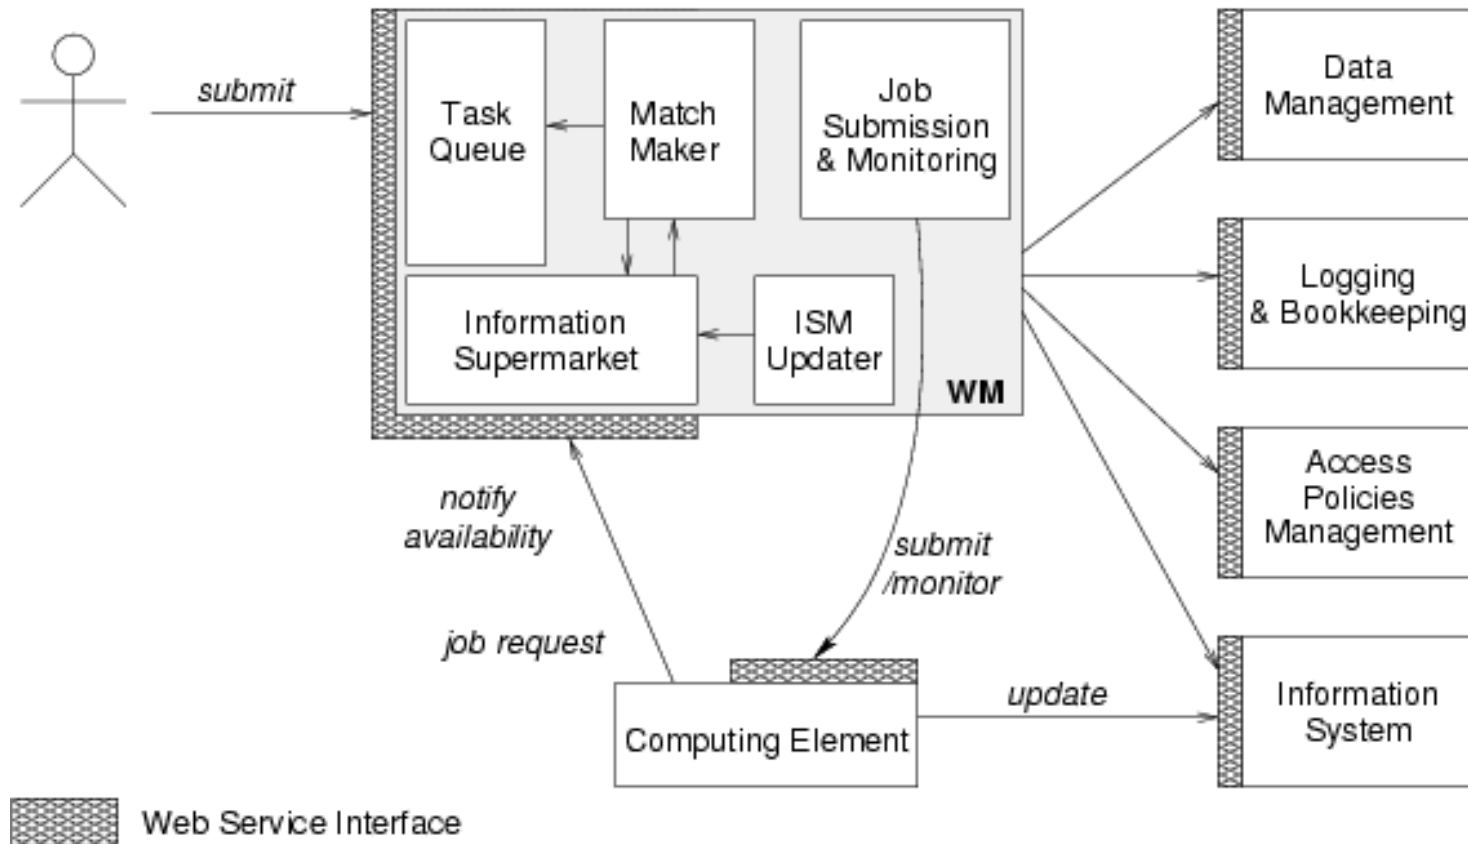 submit
Task
Queue
Match
Maker
Job
Submission
& Monitoring
Information
Supermarket
ISM
Updater
WM
Data
Management
Logging
& Bookkeeping
Access
Policies
Management
Information
System
notify
availability
job request
submit
/monitor
update
Computing Element
Web Service Interface